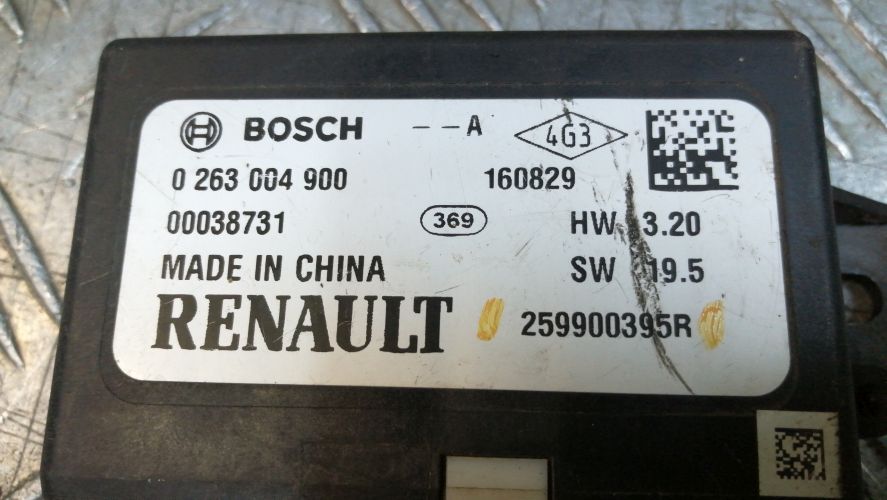 BOSCH --A 4G3
0 263 004 900 160829
00038731 369 HW 3.20
MADE IN CHINA SW 19.5
RENAULT 259900395R